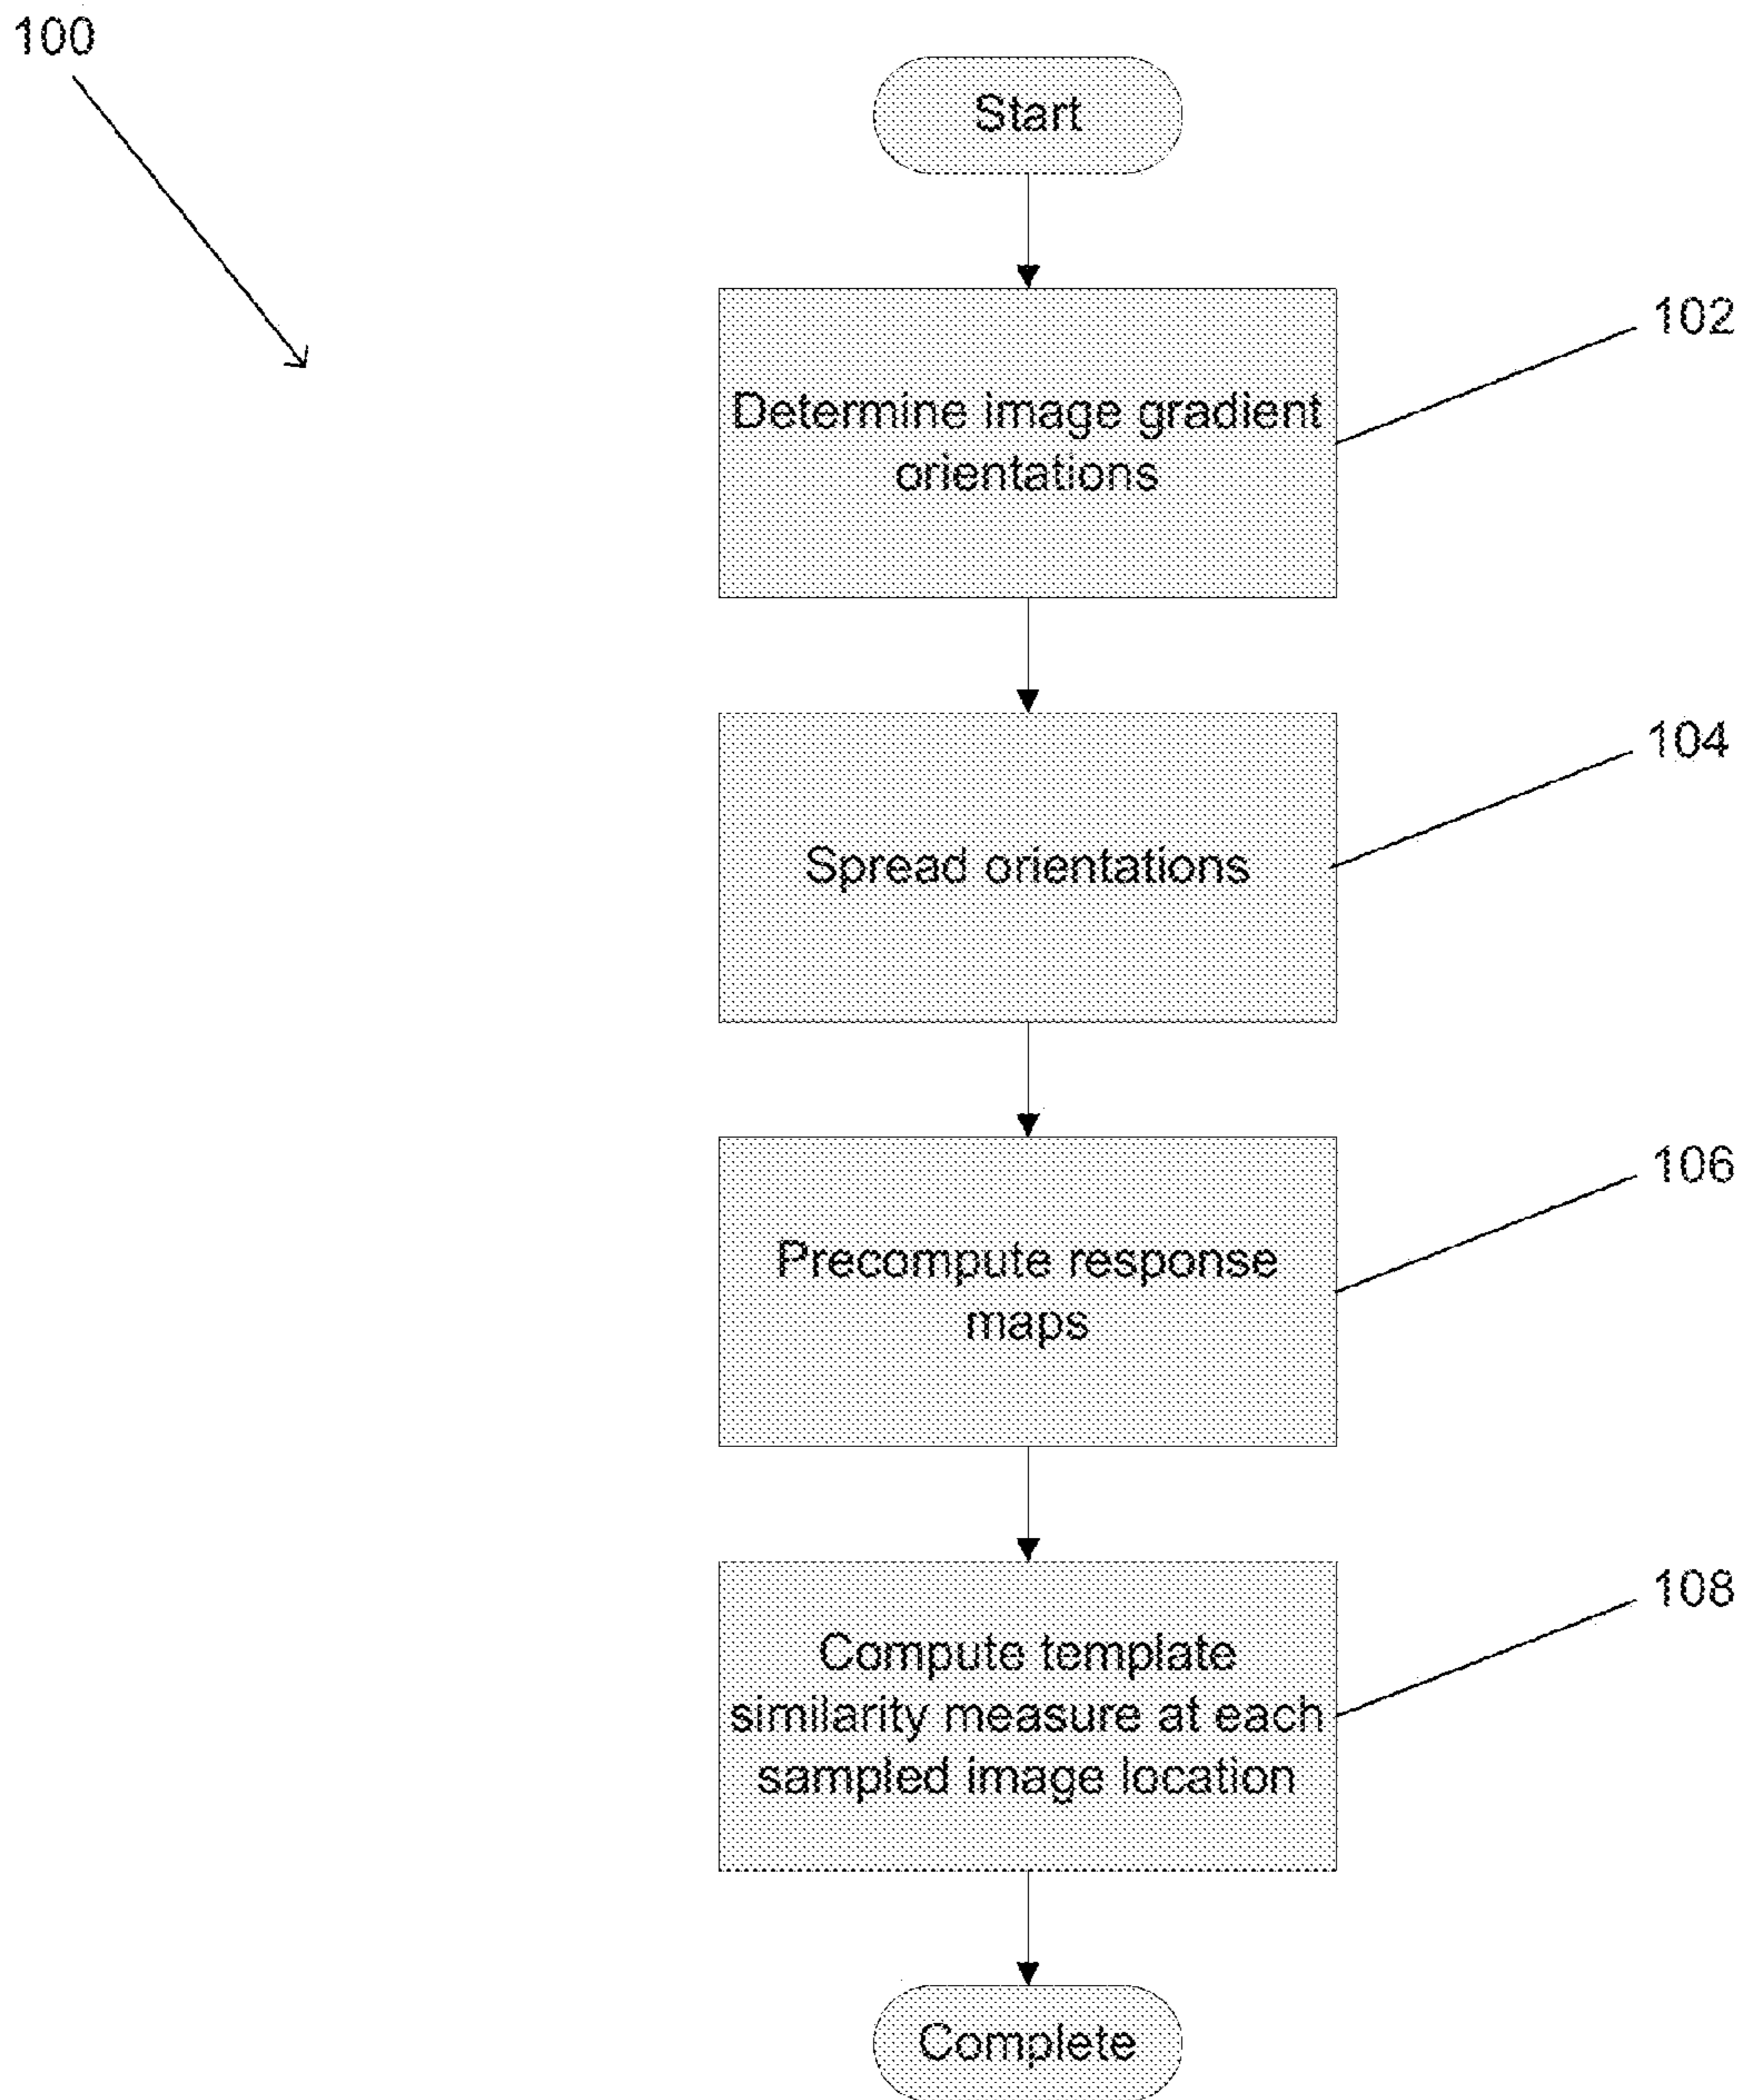 100
Start
102
Determine image gradient
orientations
104
Spread orientations
106
Precompute response
maps
108
Compute template
similarity measure at each
sampled image location
Complete